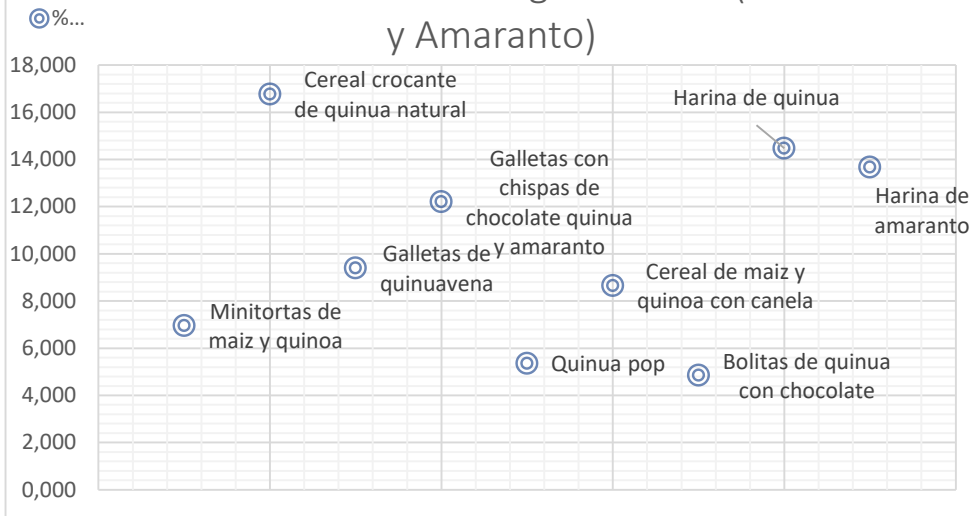 %...
y Amaranto)
18,000
16,000
14,000
12,000
10,000
8,000
6,000
4,000
2,000
0,000
Cereal crocante
de quinua natural
Harina de quinua
Galletas con
chispas de
chocolate quinua
y amaranto
Harina de
amaranto
Galletas de
quinuavena
Cereal de maiz y
quinoa con canela
Minitortas de
maiz y quinoa
Quinua pop
Bolitas de quinua
con chocolate